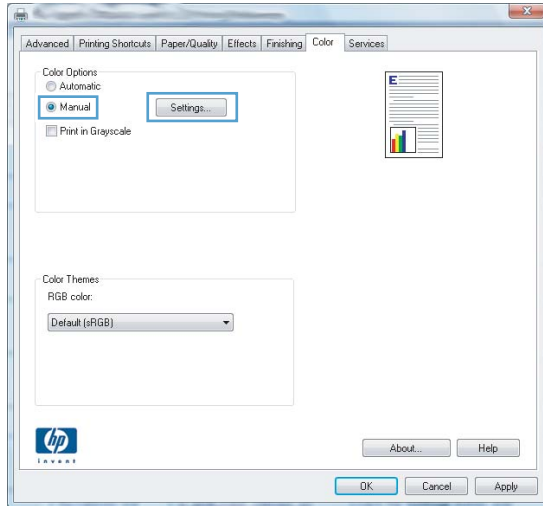 Advanced Printing Shortcuts Paper/Quality Effects Finishing Color Services
Color Options
Automatic
Manual Settings...
Print in Grayscale
E
Color Themes
RGB color:
Default (sRGB)
hp
invent
About... Help
OK Cancel Apply